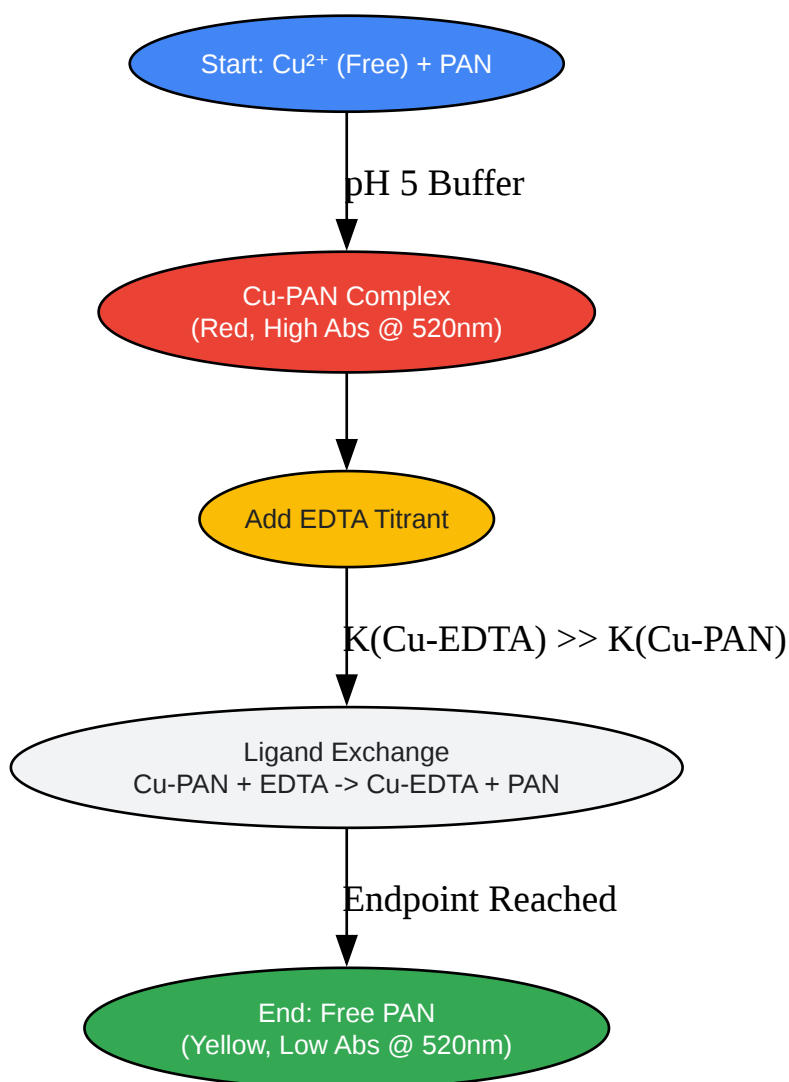 Start: Cu²⁺ (Free) + PAN
pH 5 Buffer
Cu-PAN Complex
(Red, High Abs @ 520nm)
Add EDTA Titrant
K(Cu-EDTA) >> K(Cu-PAN)
Ligand Exchange
Cu-PAN + EDTA -> Cu-EDTA + PAN
Endpoint Reached
End: Free PAN
(Yellow, Low Abs @ 520nm)